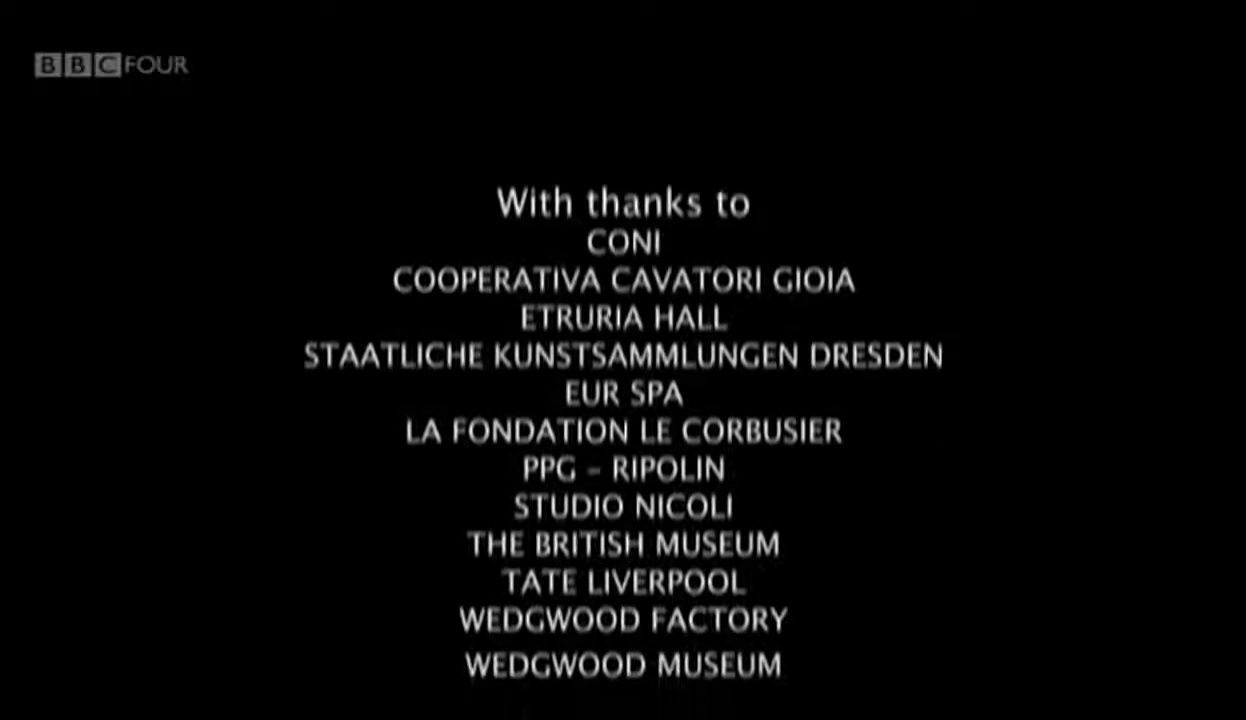 BBC FOUR
With thanks to
CONI
COOPERATIVA CAVATORI GIOIA
ETRURIA HALL
STAATLICHE KUNSTSAMMLUNGEN DRESDEN
EUR SPA
LA FONDATION LE CORBUSIER
PPG – RIPOLIN
STUDIO NICOLI
THE BRITISH MUSEUM
TATE LIVERPOOL
WEDGWOOD FACTORY
WEDGWOOD MUSEUM